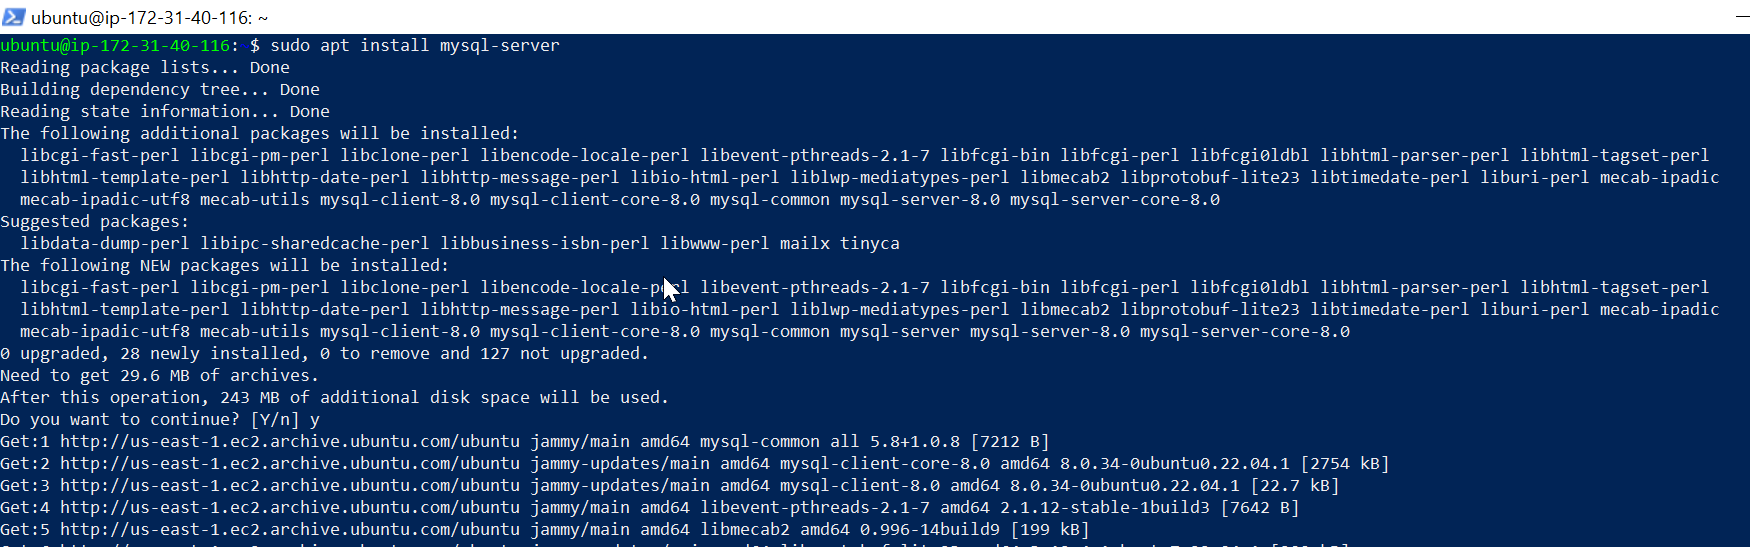 ubuntu@ip-172-31-40-116: ~
ubuntu@ip-172-31-40-116:~$ sudo apt install mysql-server
Reading package lists... Done
Building dependency tree... Done
Reading state information... Done
The following additional packages will be installed:
  libcgi-fast-perl libcgi-pm-perl libclone-perl libencode-locale-perl libevent-pthreads-2.1-7 libfcgi-bin libfcgi-perl libfcgi0ldbl libhtml-parser-perl libhtml-tagset-perl
  libhtml-template-perl libhttp-date-perl libhttp-message-perl libio-html-perl liblwp-mediatypes-perl libmecab2 libprotobuf-lite23 libtimedate-perl liburi-perl mecab-ipadic
  mecab-ipadic-utf8 mecab-utils mysql-client-8.0 mysql-client-core-8.0 mysql-common mysql-server-8.0 mysql-server-core-8.0
Suggested packages:
  libdata-dump-perl libipc-sharedcache-perl libbusiness-isbn-perl libwww-perl mailx tinyca
The following NEW packages will be installed:
  libcgi-fast-perl libcgi-pm-perl libclone-perl libencode-locale-perl libevent-pthreads-2.1-7 libfcgi-bin libfcgi-perl libfcgi0ldbl libhtml-parser-perl libhtml-tagset-perl
  libhtml-template-perl libhttp-date-perl libhttp-message-perl libio-html-perl liblwp-mediatypes-perl libmecab2 libprotobuf-lite23 libtimedate-perl liburi-perl mecab-ipadic
  mecab-ipadic-utf8 mecab-utils mysql-client-8.0 mysql-client-core-8.0 mysql-common mysql-server mysql-server-8.0 mysql-server-core-8.0
0 upgraded, 28 newly installed, 0 to remove and 127 not upgraded.
Need to get 29.6 MB of archives.
After this operation, 243 MB of additional disk space will be used.
Do you want to continue? [Y/n] y
Get:1 http://us-east-1.ec2.archive.ubuntu.com/ubuntu jammy/main amd64 mysql-common all 5.8+1.0.8 [7212 B]
Get:2 http://us-east-1.ec2.archive.ubuntu.com/ubuntu jammy-updates/main amd64 mysql-client-core-8.0 amd64 8.0.34-0ubuntu0.22.04.1 [2754 kB]
Get:3 http://us-east-1.ec2.archive.ubuntu.com/ubuntu jammy-updates/main amd64 mysql-client-8.0 amd64 8.0.34-0ubuntu0.22.04.1 [22.7 kB]
Get:4 http://us-east-1.ec2.archive.ubuntu.com/ubuntu jammy/main amd64 libevent-pthreads-2.1-7 amd64 2.1.12-stable-1build3 [7642 B]
Get:5 http://us-east-1.ec2.archive.ubuntu.com/ubuntu jammy/main amd64 libmecab2 amd64 0.996-14build9 [199 kB]